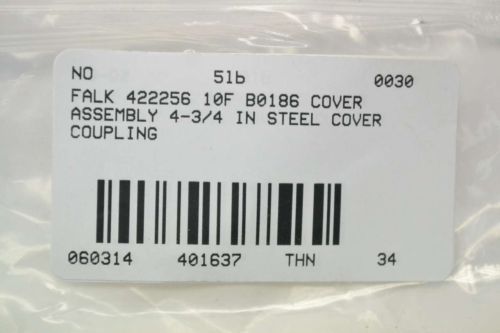 NO 5lb 0030
FALK 422256 10F B0186 COVER
ASSEMBLY 4-3/4 IN STEEL COVER
COUPLING
060314 401637 THN 34